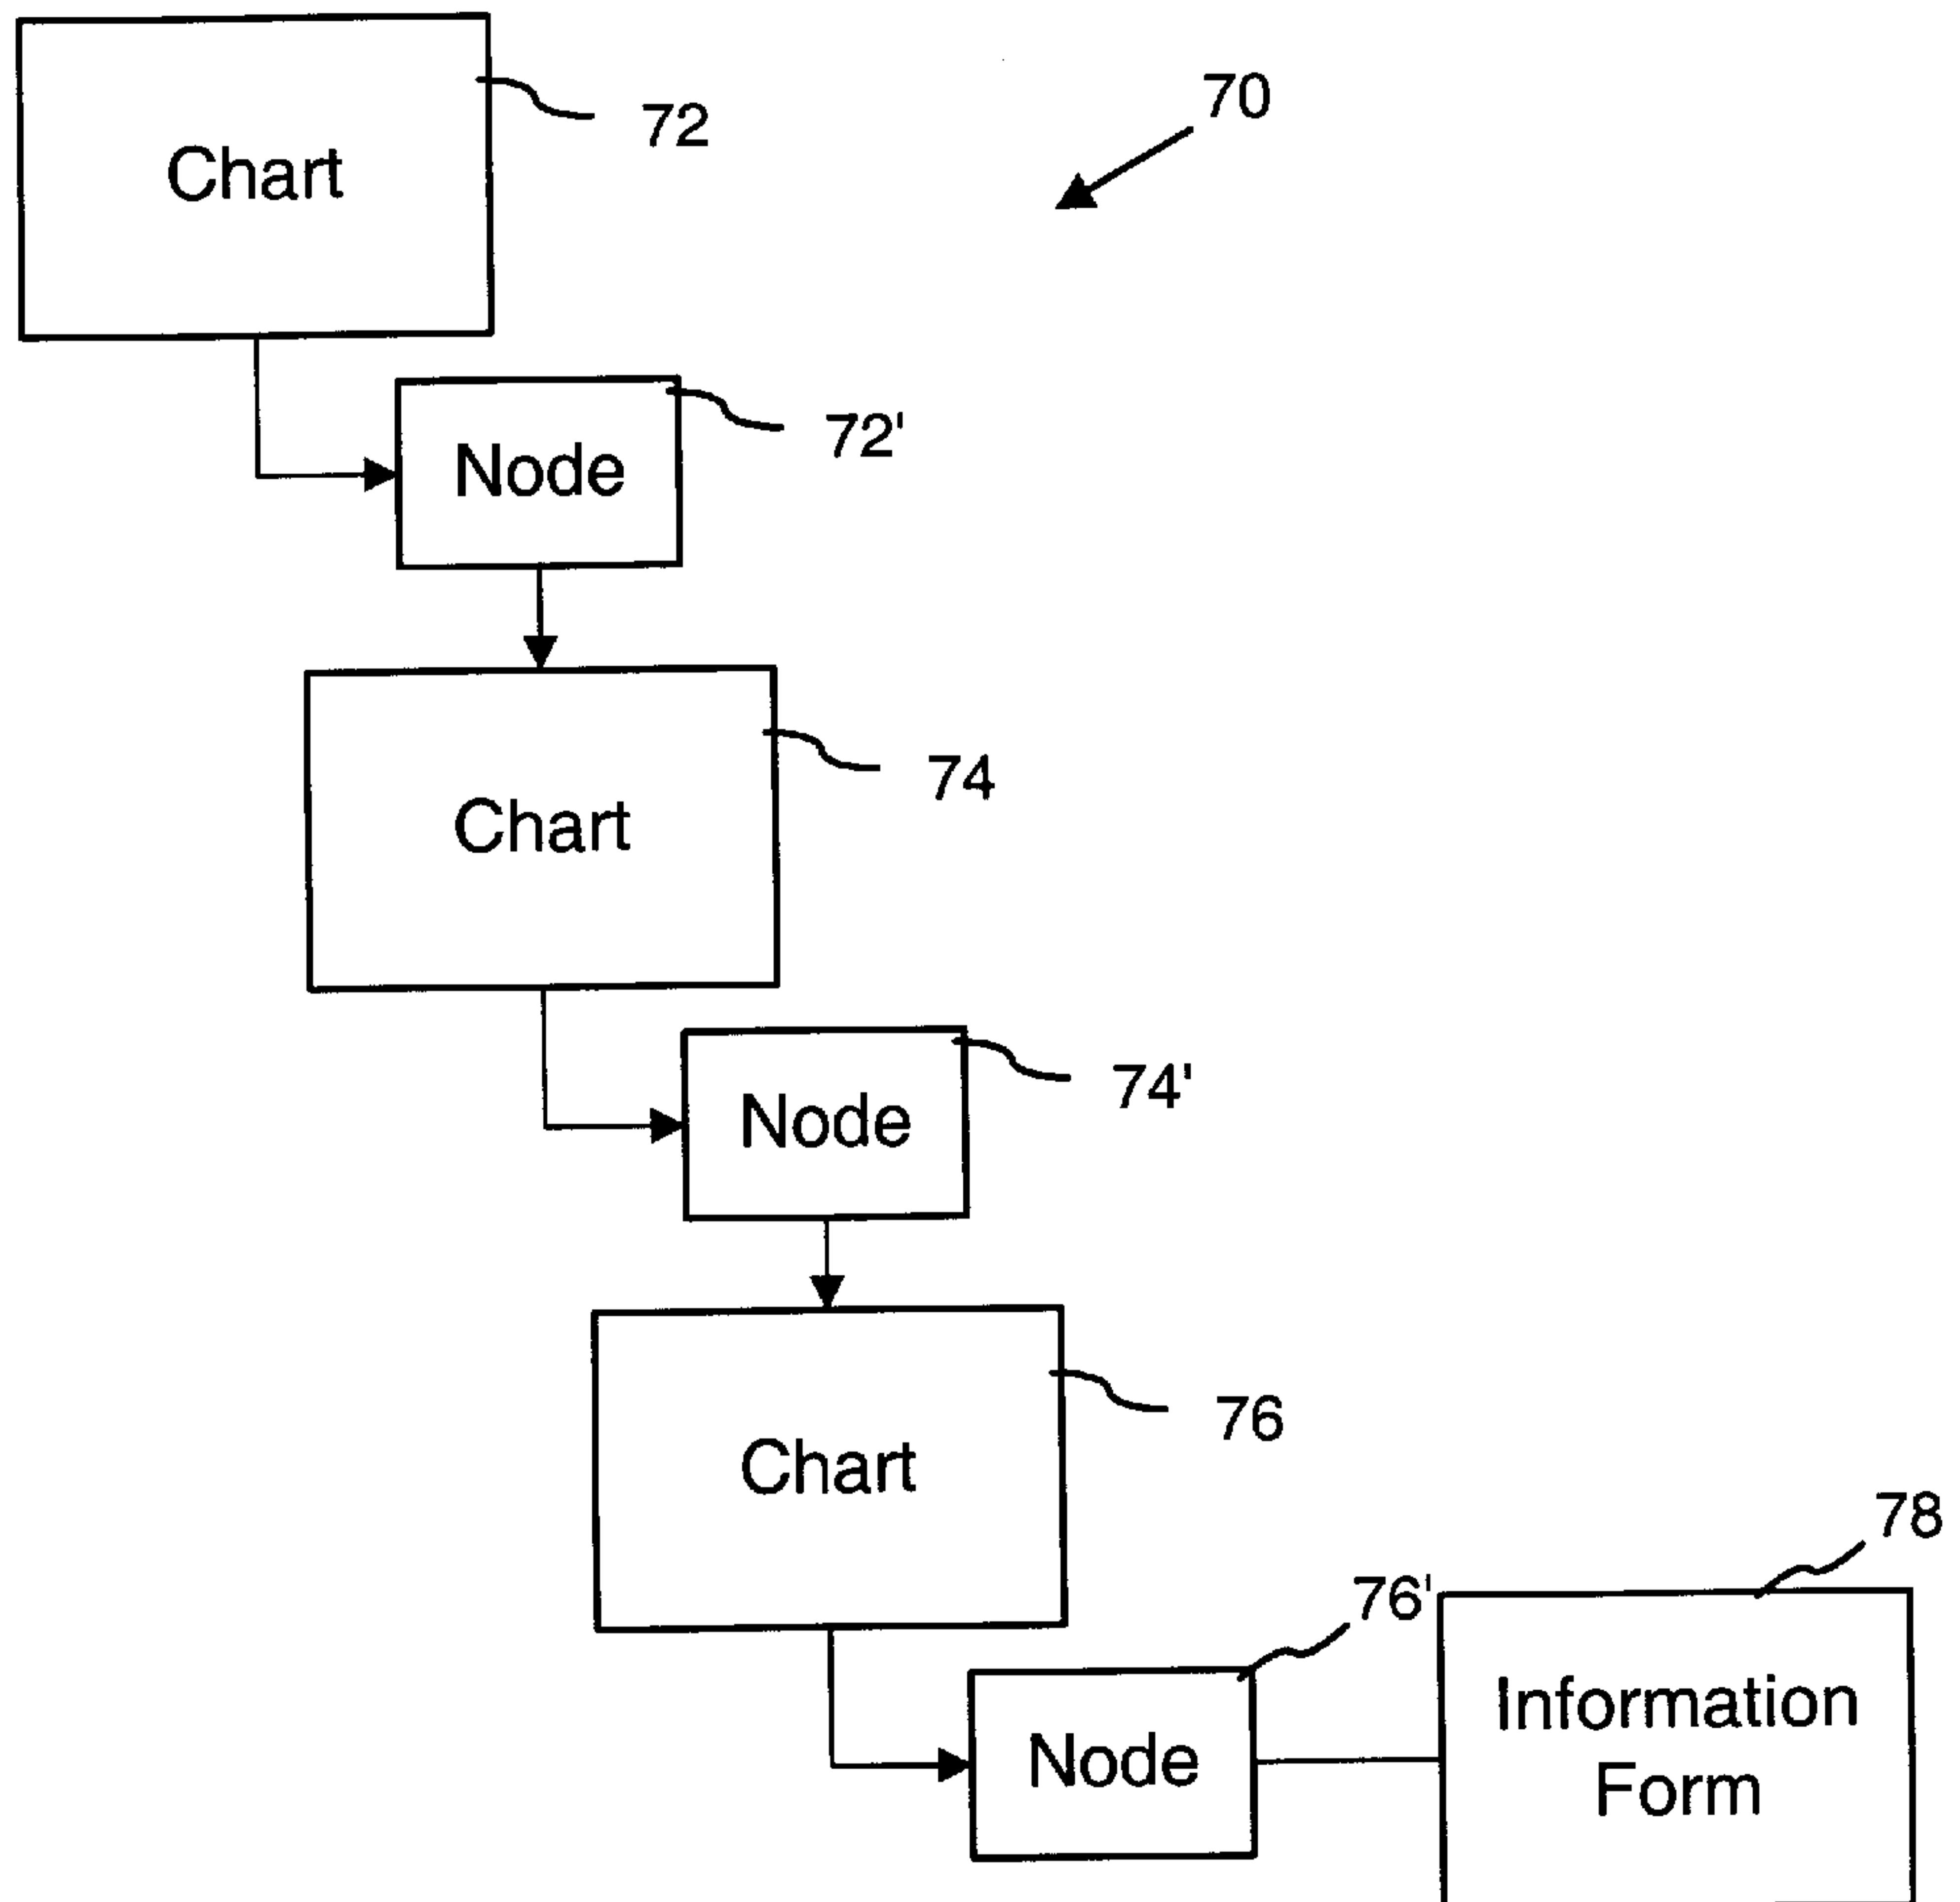 70
72
Chart
72'
Node
74
Chart
74'
Node
76
Chart
78
76'
Information
Form
Node